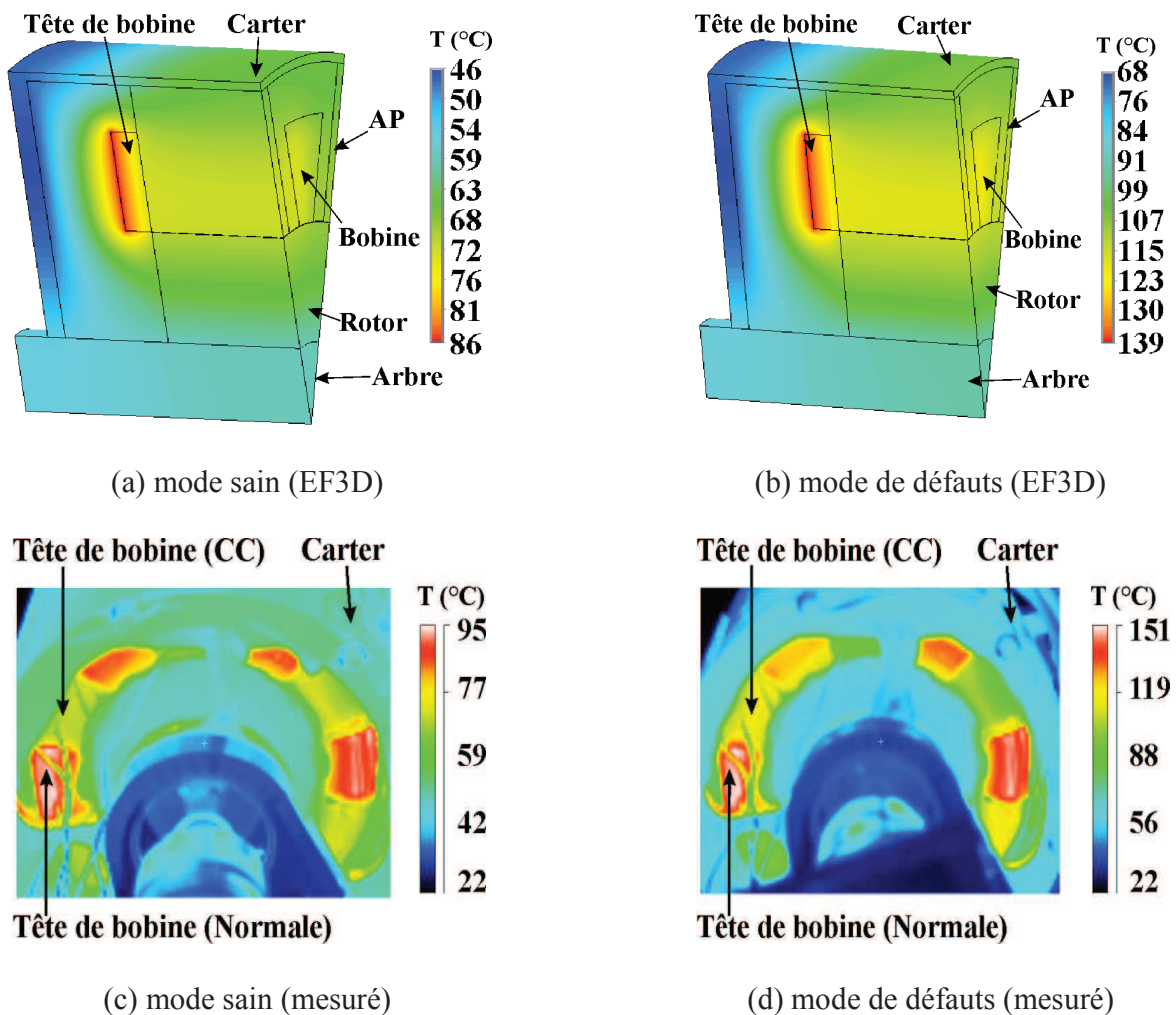 Tête de bobine
Carter
T (°C)
46
50
54
59
63
68
72
76
81
86
AP
Bobine
Rotor
Arbre
(a) mode sain (EF3D)
Tête de bobine
Carter
T (°C)
68
76
84
91
99
107
115
123
130
139
AP
Bobine
Rotor
Arbre
(b) mode de défauts (EF3D)
Tête de bobine (CC)
Carter
T (°C)
95
77
59
42
22
Tête de bobine (Normale)
(c) mode sain (mesuré)
Tête de bobine (CC)
Carter
T (°C)
151
119
88
56
22
Tête de bobine (Normale)
(d) mode de défauts (mesuré)